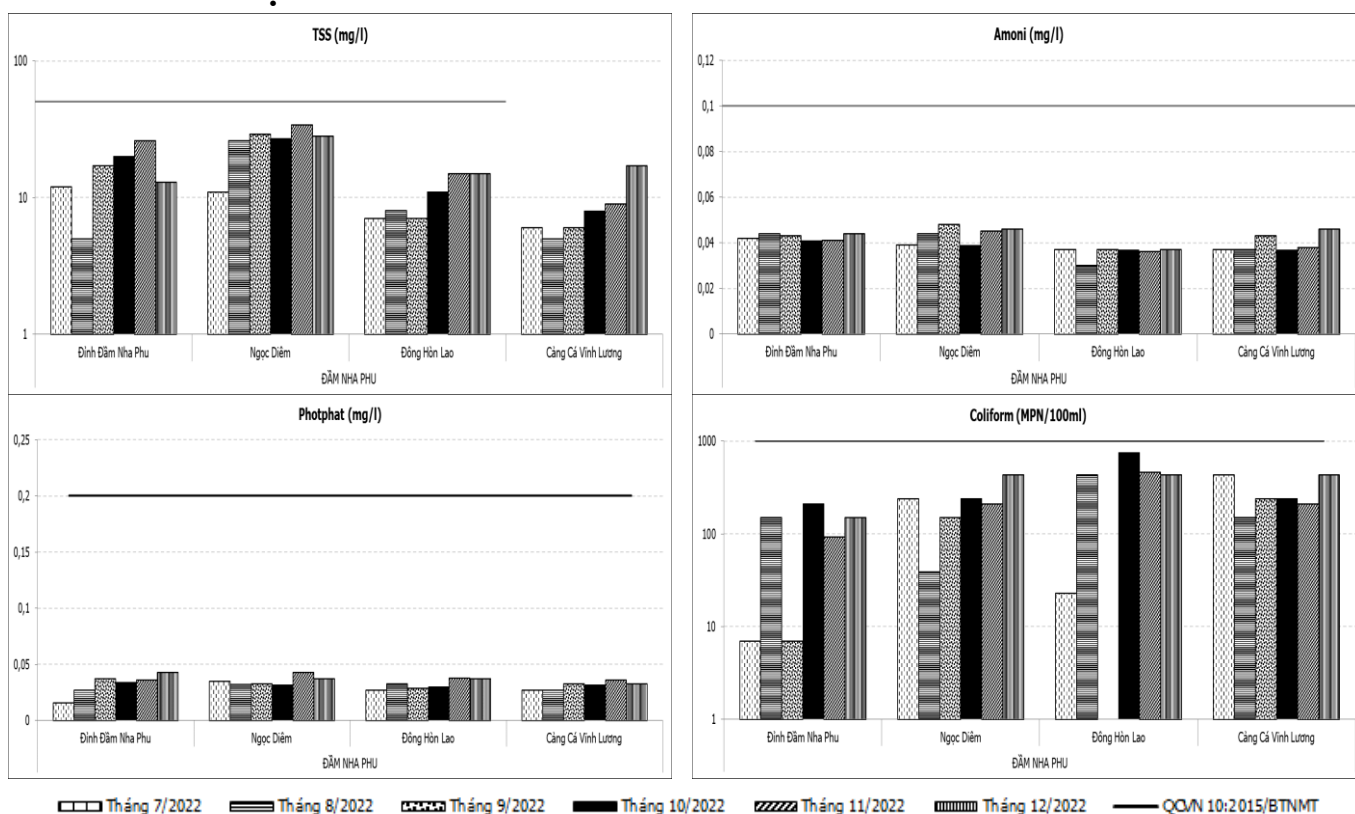 TSS (mg/l)
100
10
1
Đỉnh Đầm Nha Phu
Ngọc Diêm
Đông Hòn Lao
Cảng Cá Vĩnh Lương
ĐẦM NHA PHU
Amoni (mg/l)
0,12
0,1
0,08
0,06
0,04
0,02
0
Đỉnh Đầm Nha Phu
Ngọc Diêm
Đông Hòn Lao
Cảng Cá Vĩnh Lương
ĐẦM NHA PHU
Photphat (mg/l)
0,25
0,2
0,15
0,1
0,05
0
Đỉnh Đầm Nha Phu
Ngọc Diêm
Đông Hòn Lao
Cảng Cá Vĩnh Lương
ĐẦM NHA PHU
Coliform (MPN/100ml)
1000
100
10
1
Đỉnh Đầm Nha Phu
Ngọc Diêm
Đông Hòn Lao
Cảng Cá Vĩnh Lương
ĐẦM NHA PHU
Tháng 7/2022 Tháng 8/2022 Tháng 9/2022 Tháng 10/2022 Tháng 11/2022 Tháng 12/2022 QCVN 10:2015/BTNMT